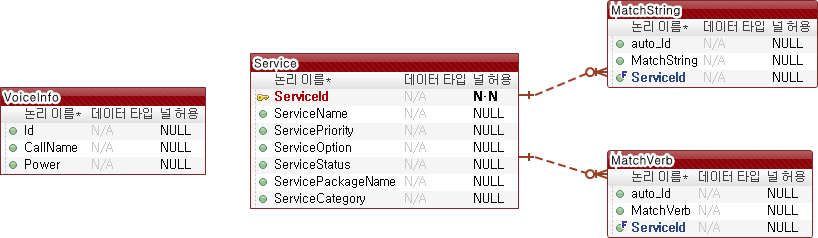 VoiceInfo
논리 이름* 데이터 타입 널 허용
Id N/A NULL
CallName N/A NULL
Power N/A NULL
Service
논리 이름* 데이터 타입 널 허용
ServiceId N/A N-N
ServiceName N/A NULL
ServicePriority N/A NULL
ServiceOption N/A NULL
ServiceStatus N/A NULL
ServicePackageName N/A NULL
ServiceCategory N/A NULL
MatchString
논리 이름* 데이터 타입 널 허용
auto_Id N/A NULL
MatchString N/A NULL
F ServiceId N/A NULL
MatchVerb
논리 이름* 데이터 타입 널 허용
auto_Id N/A NULL
MatchVerb N/A NULL
F ServiceId N/A NULL